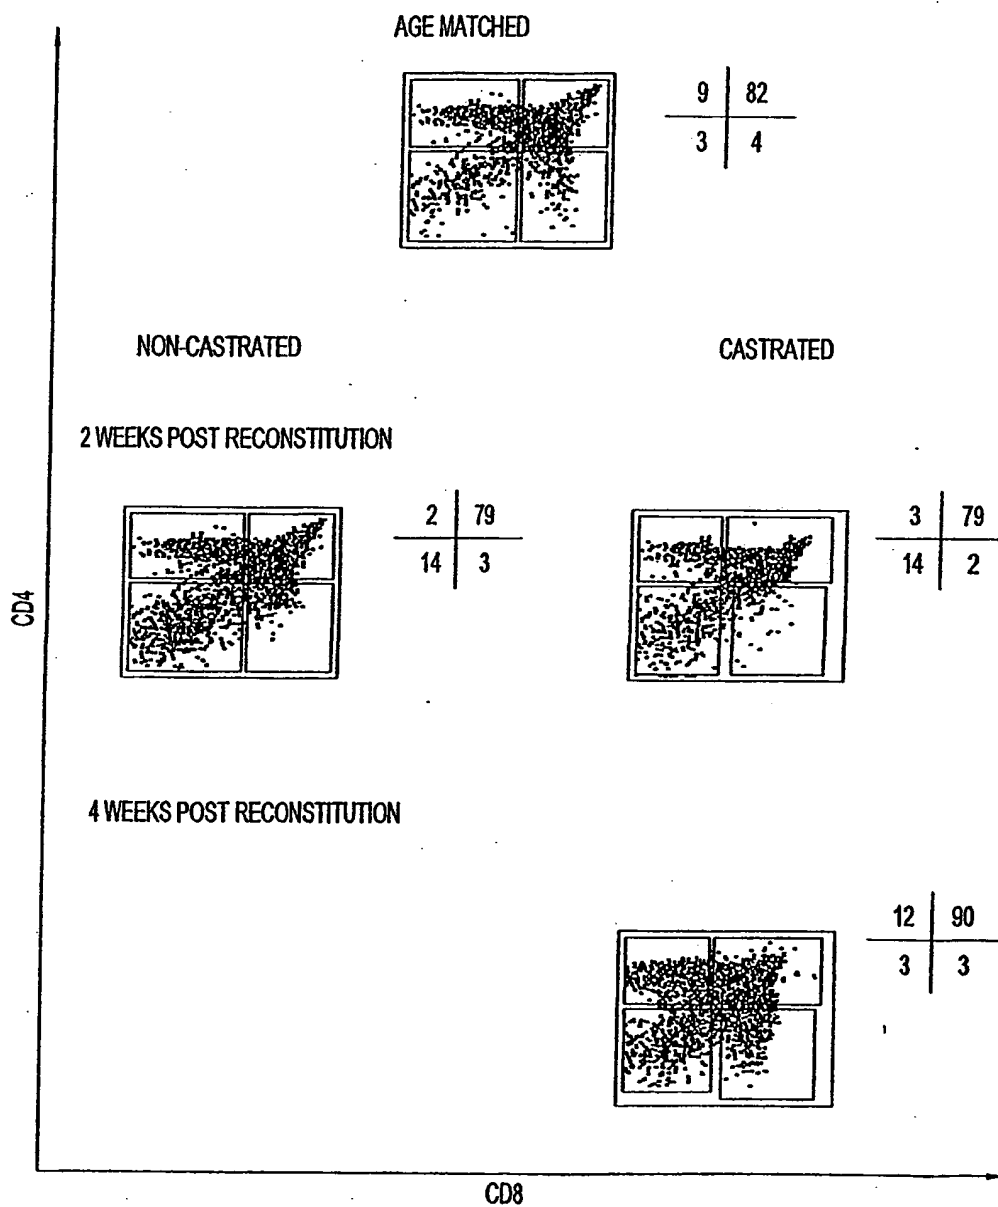 AGE MATCHED
9 82
3 4
NON-CASTRATED CASTRATED
2 WEEKS POST RECONSTITUTION
2 79
14 3
3 79
14 2
CD4
4 WEEKS POST RECONSTITUTION
12 90
3 3
CD8